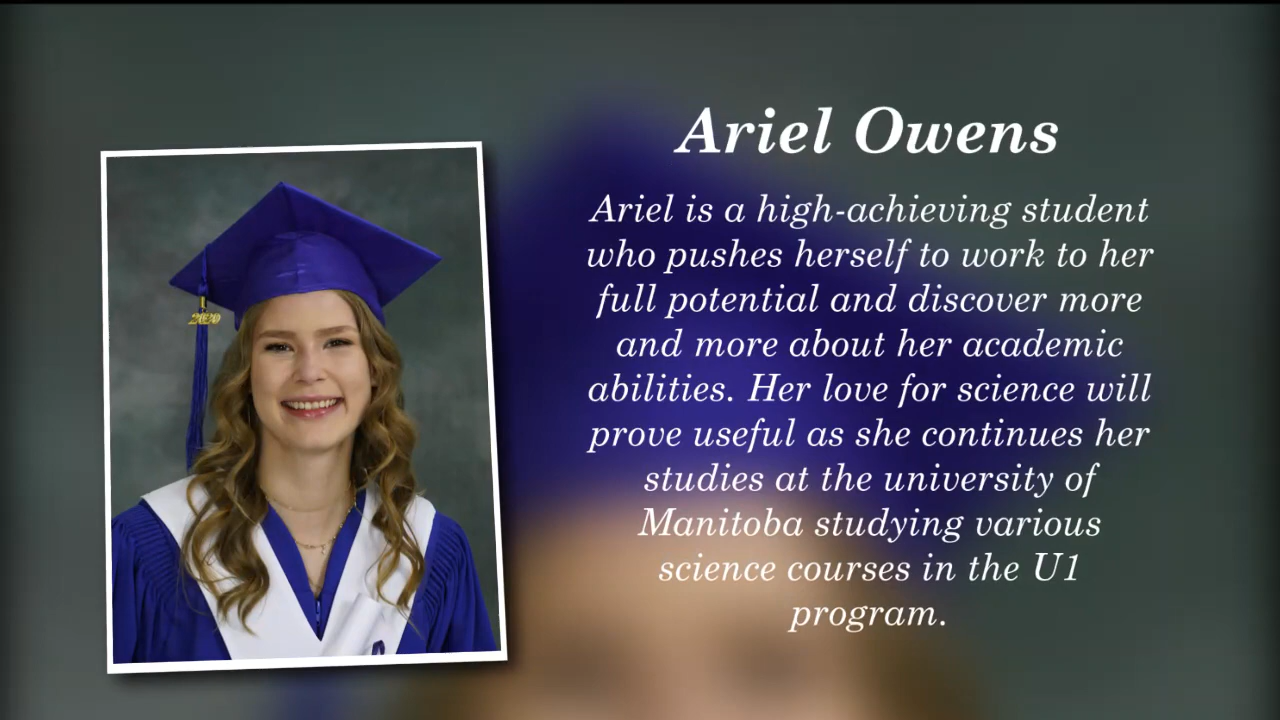 Ariel Owens
Ariel is a high-achieving student
who pushes herself to work to her
full potential and discover more
and more about her academic
abilities. Her love for science will
prove useful as she continues her
studies at the university of
Manitoba studying various
science courses in the U1
program.
2020